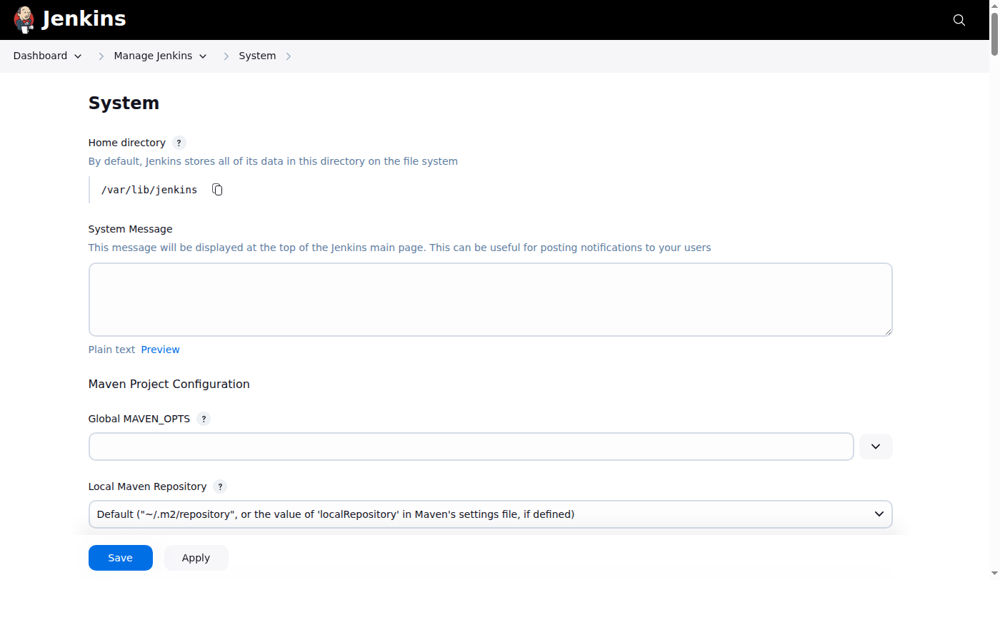 Jenkins
Dashboard Manage Jenkins System
System
Home directory ?
By default, Jenkins stores all of its data in this directory on the file system
/var/lib/jenkins
System Message
This message will be displayed at the top of the Jenkins main page. This can be useful for posting notifications to your users
Plain text Preview
Maven Project Configuration
Global MAVEN_OPTS ?
Local Maven Repository ?
Default ("~/.m2/repository", or the value of 'localRepository' in Maven's settings file, if defined)
Save Apply